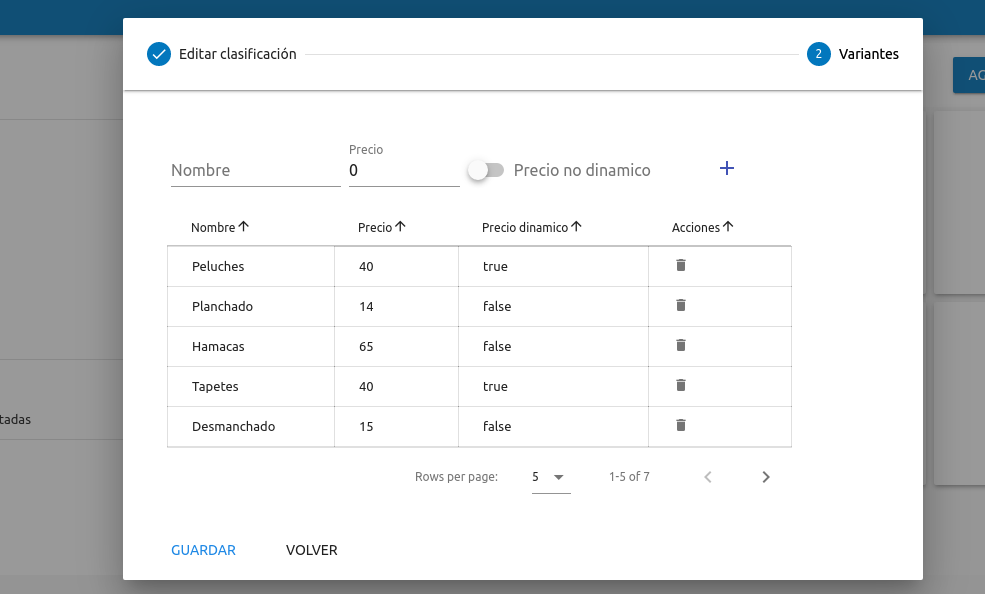 Editar clasificación
2 Variantes
AG
Precio
Nombre 0 Precio no dinamico
Nombre Precio Precio dinamico Acciones
Peluches 40 true
Planchado 14 false
Hamacas 65 false
Tapetes 40 true
tadas
Desmanchado 15 false
Rows per page: 5 1-5 of 7
GUARDAR VOLVER